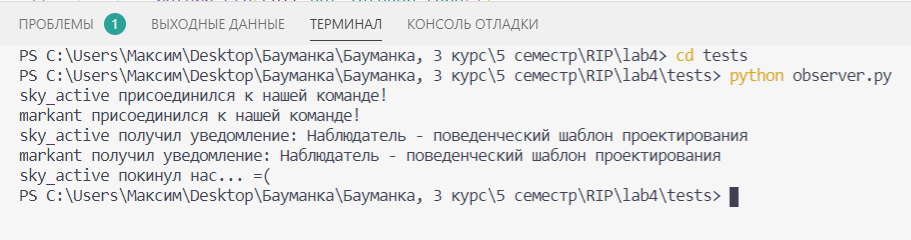 ПРОБЛЕМЫ 1 ВЫХОДНЫЕ ДАННЫЕ ТЕРМИНАЛ КОНСОЛЬ ОТЛАДКИ
PS C:\Users\Максим\Desktop\Бауманка\Бауманка, 3 курс\5 семестр\RIP\lab4> cd tests
PS C:\Users\Максим\Desktop\Бауманка\Бауманка, 3 курс\5 семестр\RIP\lab4\tests> python observer.py
sky_active присоединился к нашей команде!
markant присоединился к нашей команде!
sky_active получил уведомление: Наблюдатель - поведенческий шаблон проектирования
markant получил уведомление: Наблюдатель - поведенческий шаблон проектирования
sky_active покинул нас... =(
PS C:\Users\Максим\Desktop\Бауманка\Бауманка, 3 курс\5 семестр\RIP\lab4\tests>